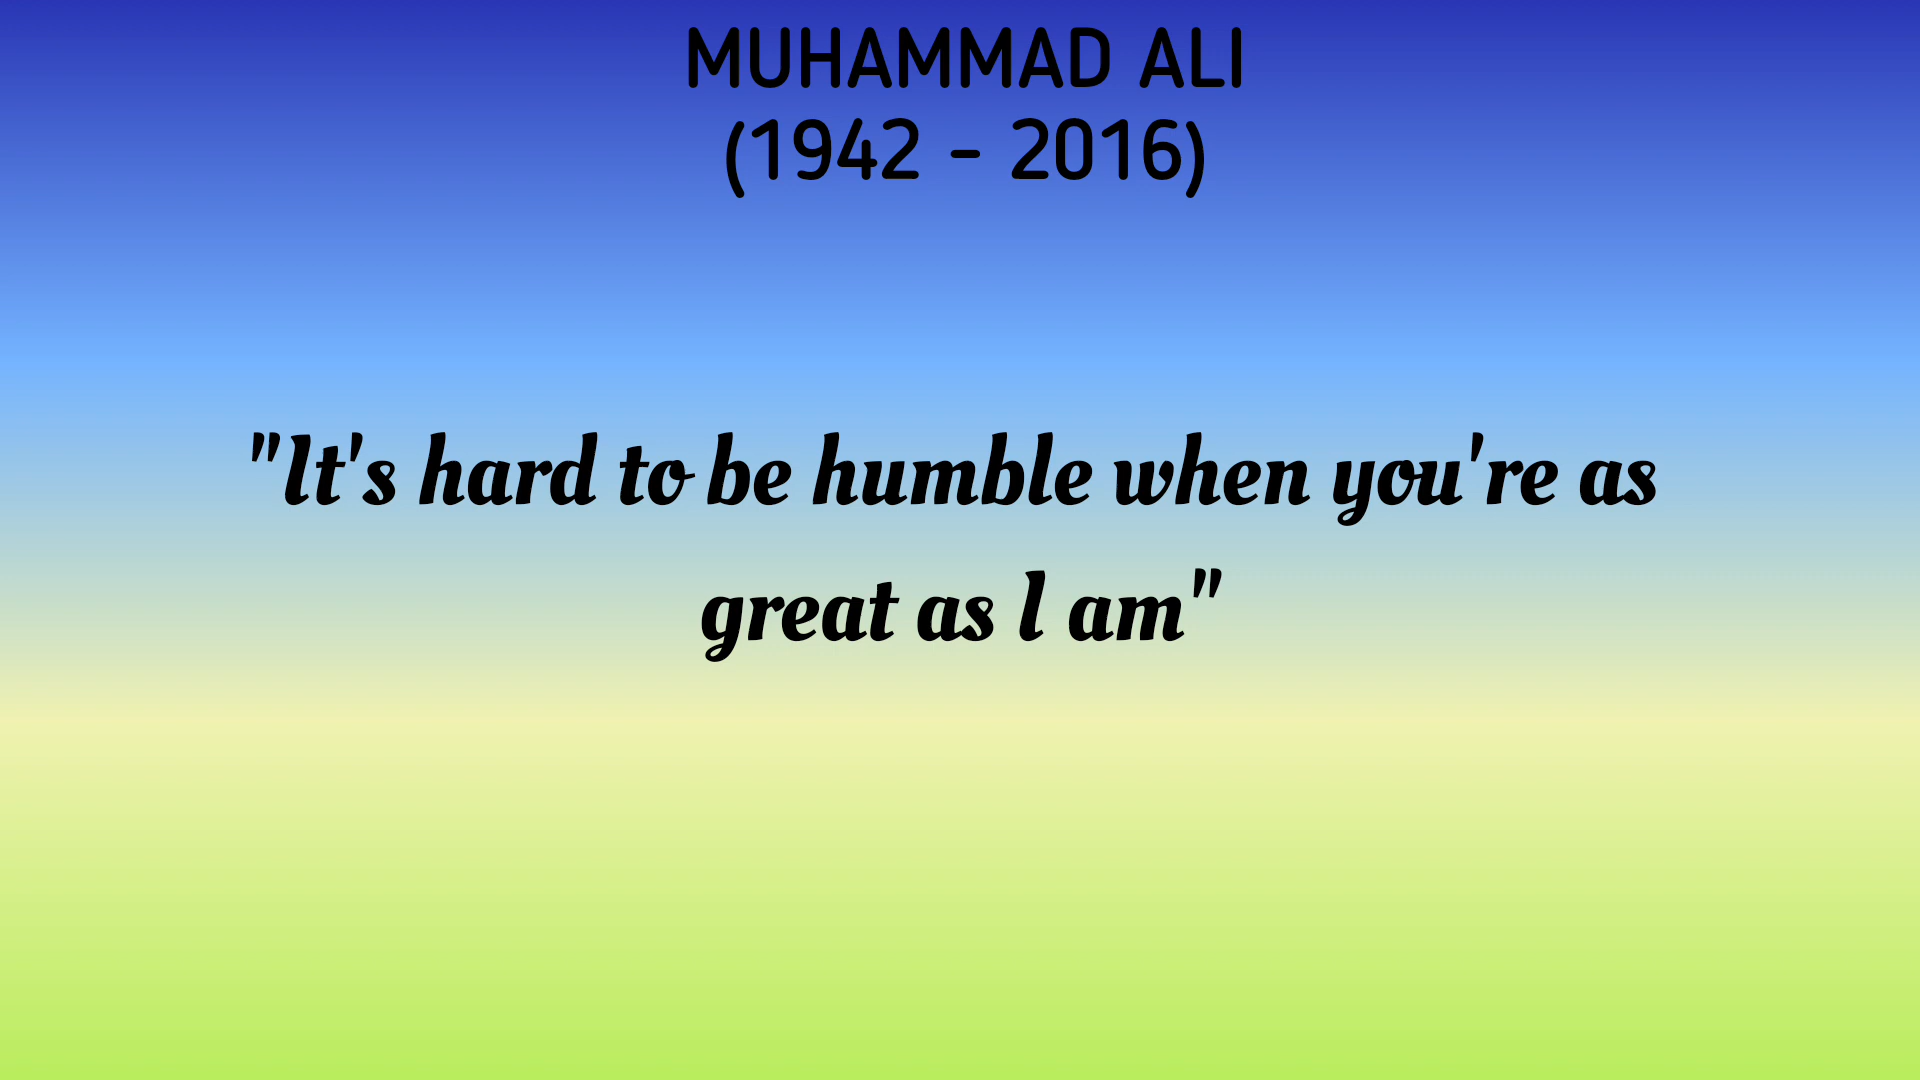 MUHAMMAD ALI
(1942 - 2016)
"It's hard to be humble when you're as
great as I am"